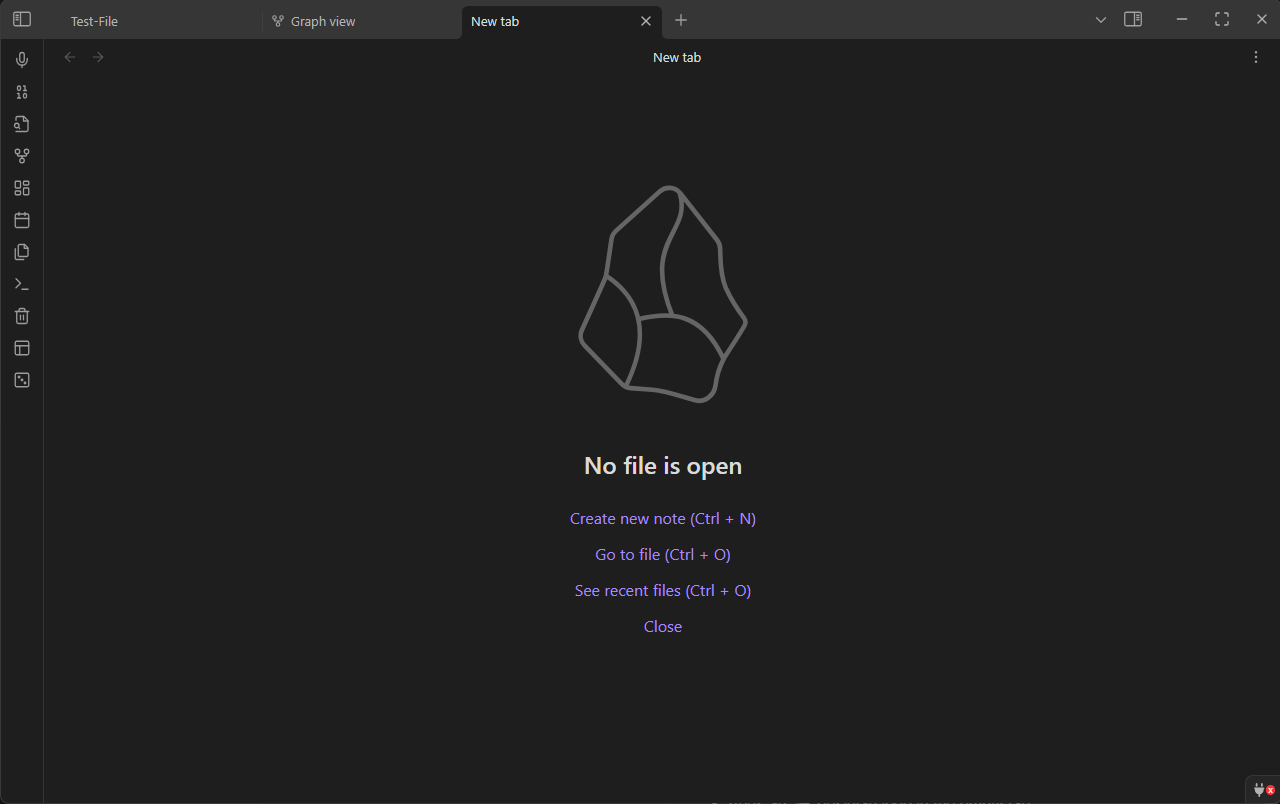 Test-File
Graph view
New tab
New tab
No file is open
Create new note (Ctrl + N)
Go to file (Ctrl + O)
See recent files (Ctrl + O)
Close